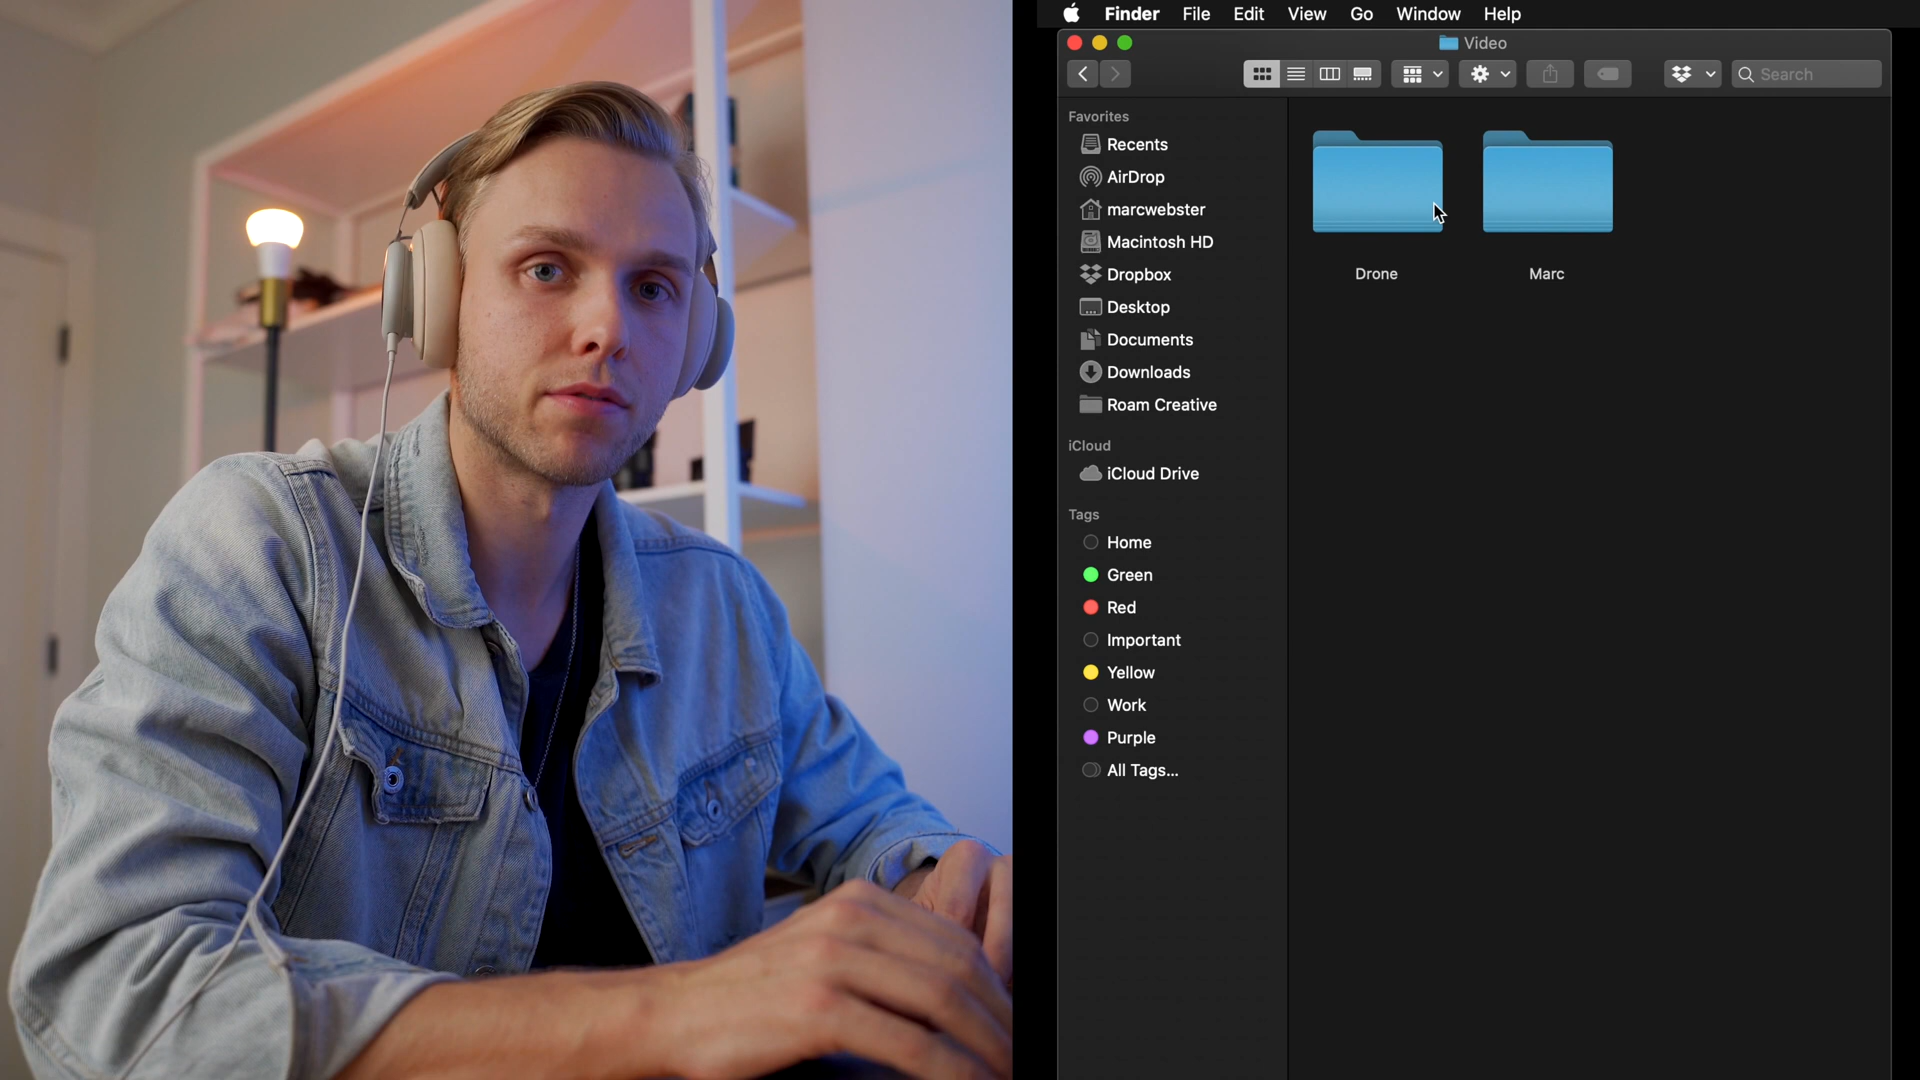 Finder File Edit View Go Window Help
Video
Search
Favorites
Recents
AirDrop
marcwebster
Macintosh HD
Dropbox
Desktop
Documents
Downloads
Roam Creative
iCloud
iCloud Drive
Tags
Home
Green
Red
Important
Yellow
Work
Purple
All Tags...
Drone
Marc